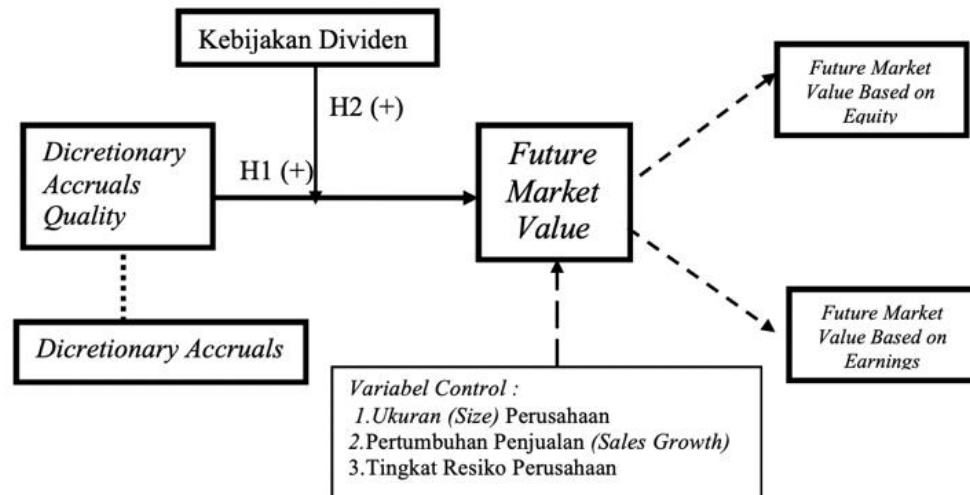 Kebijakan Dividen
H2 (+)
Dicretionary
Accruals
Quality
H1 (+)
Future
Market
Value
Future Market
Value Based on
Equity
Future Market
Value Based on
Earnings
Dicretionary Accruals
Variabel Control :
1.Ukuran (Size) Perusahaan
2.Pertumbuhan Penjualan (Sales Growth)
3.Tingkat Resiko Perusahaan